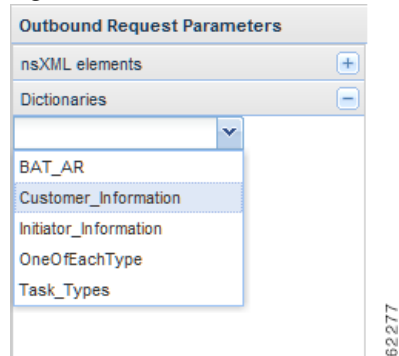 Outbound Request Parameters
nsXML elements
Dictionaries
BAT_AR
Customer_Information
Initiator_Information
OneOfEachType
Task_Types
62277